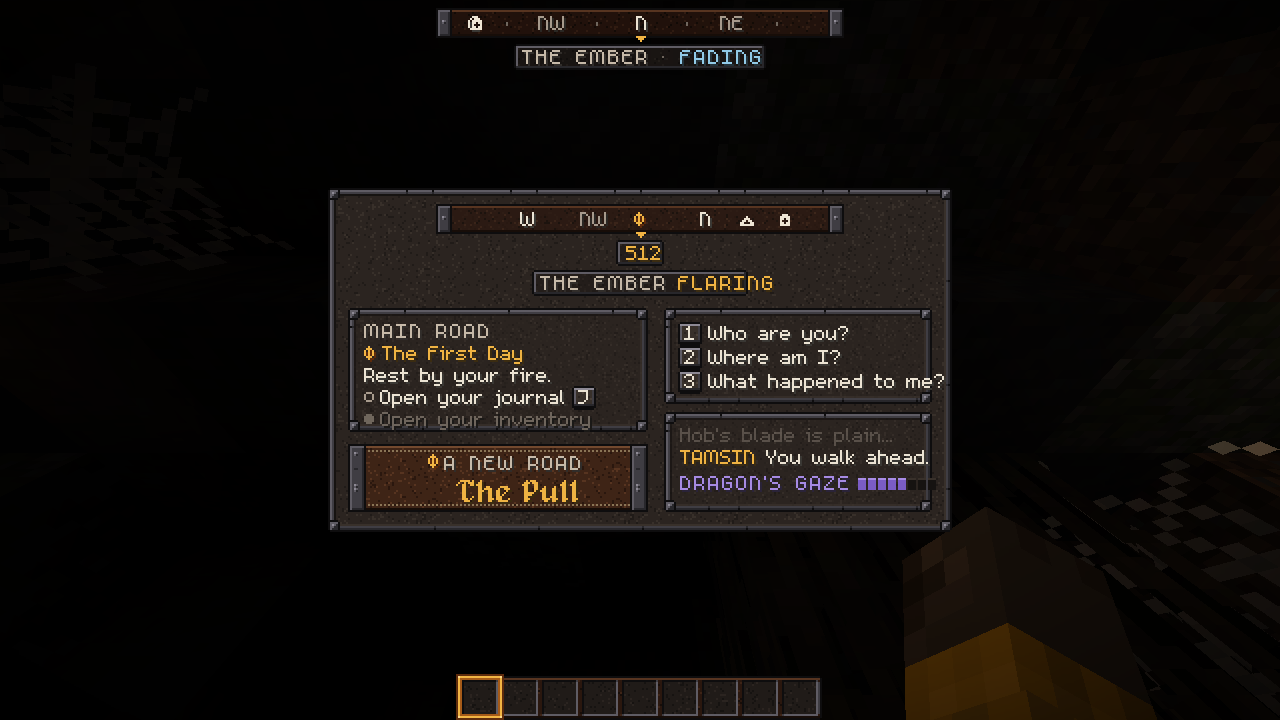 NW · N · NE ·
THE EMBER · FADING
W NW N
512
THE EMBER FLARING
MAIN ROAD
The First Day
Rest by your fire.
Open your journal J
Open your inventory
A NEW ROAD
The Pull
1 Who are you?
2 Where am I?
3 What happened to me?
Hob's blade is plain...
TAMSIN You walk ahead.
DRAGON'S GAZE